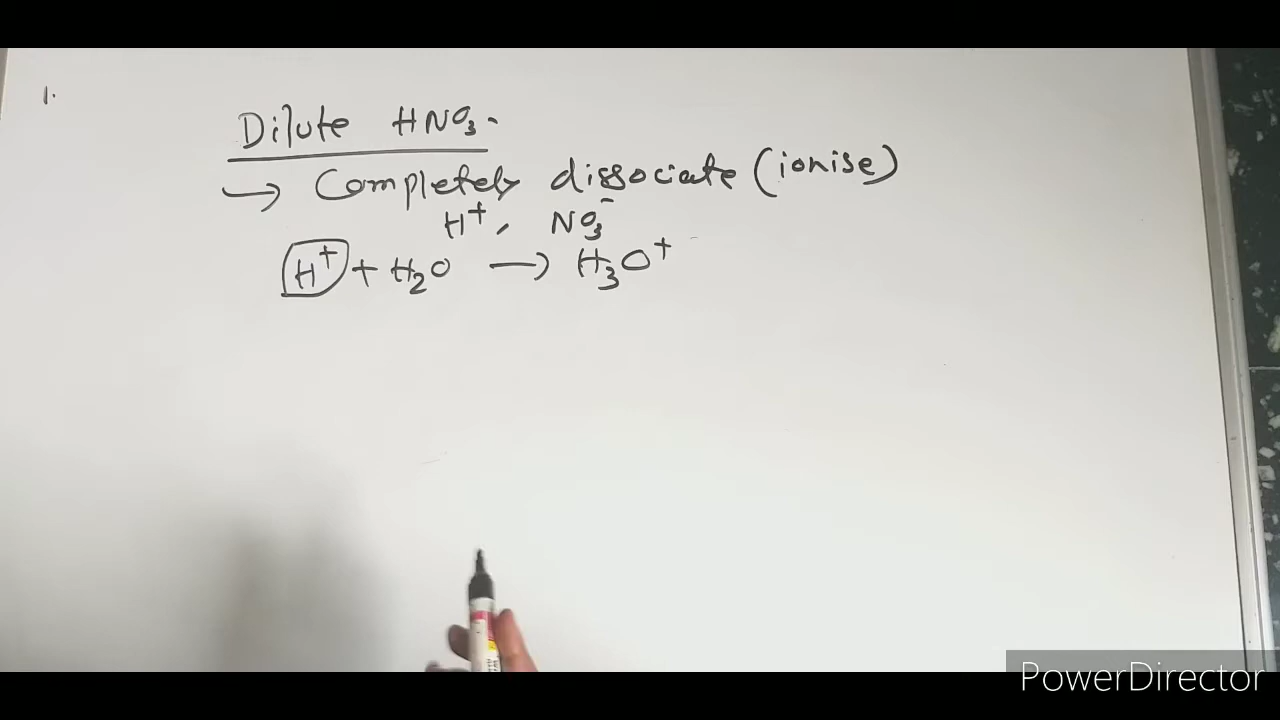 1.
Dilute HNO₃.
→ Completely dissociate (ionise)
H⁺, NO₃⁻
H⁺ + H₂O → H₃O⁺
PowerDirector